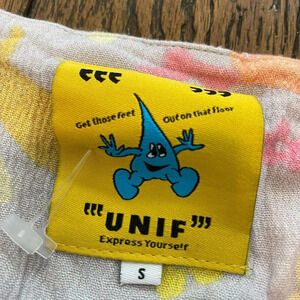 "‘‘ ’’"
Get those feet Out on that floor
"‘‘UNIF’’"
Express Yourself
S